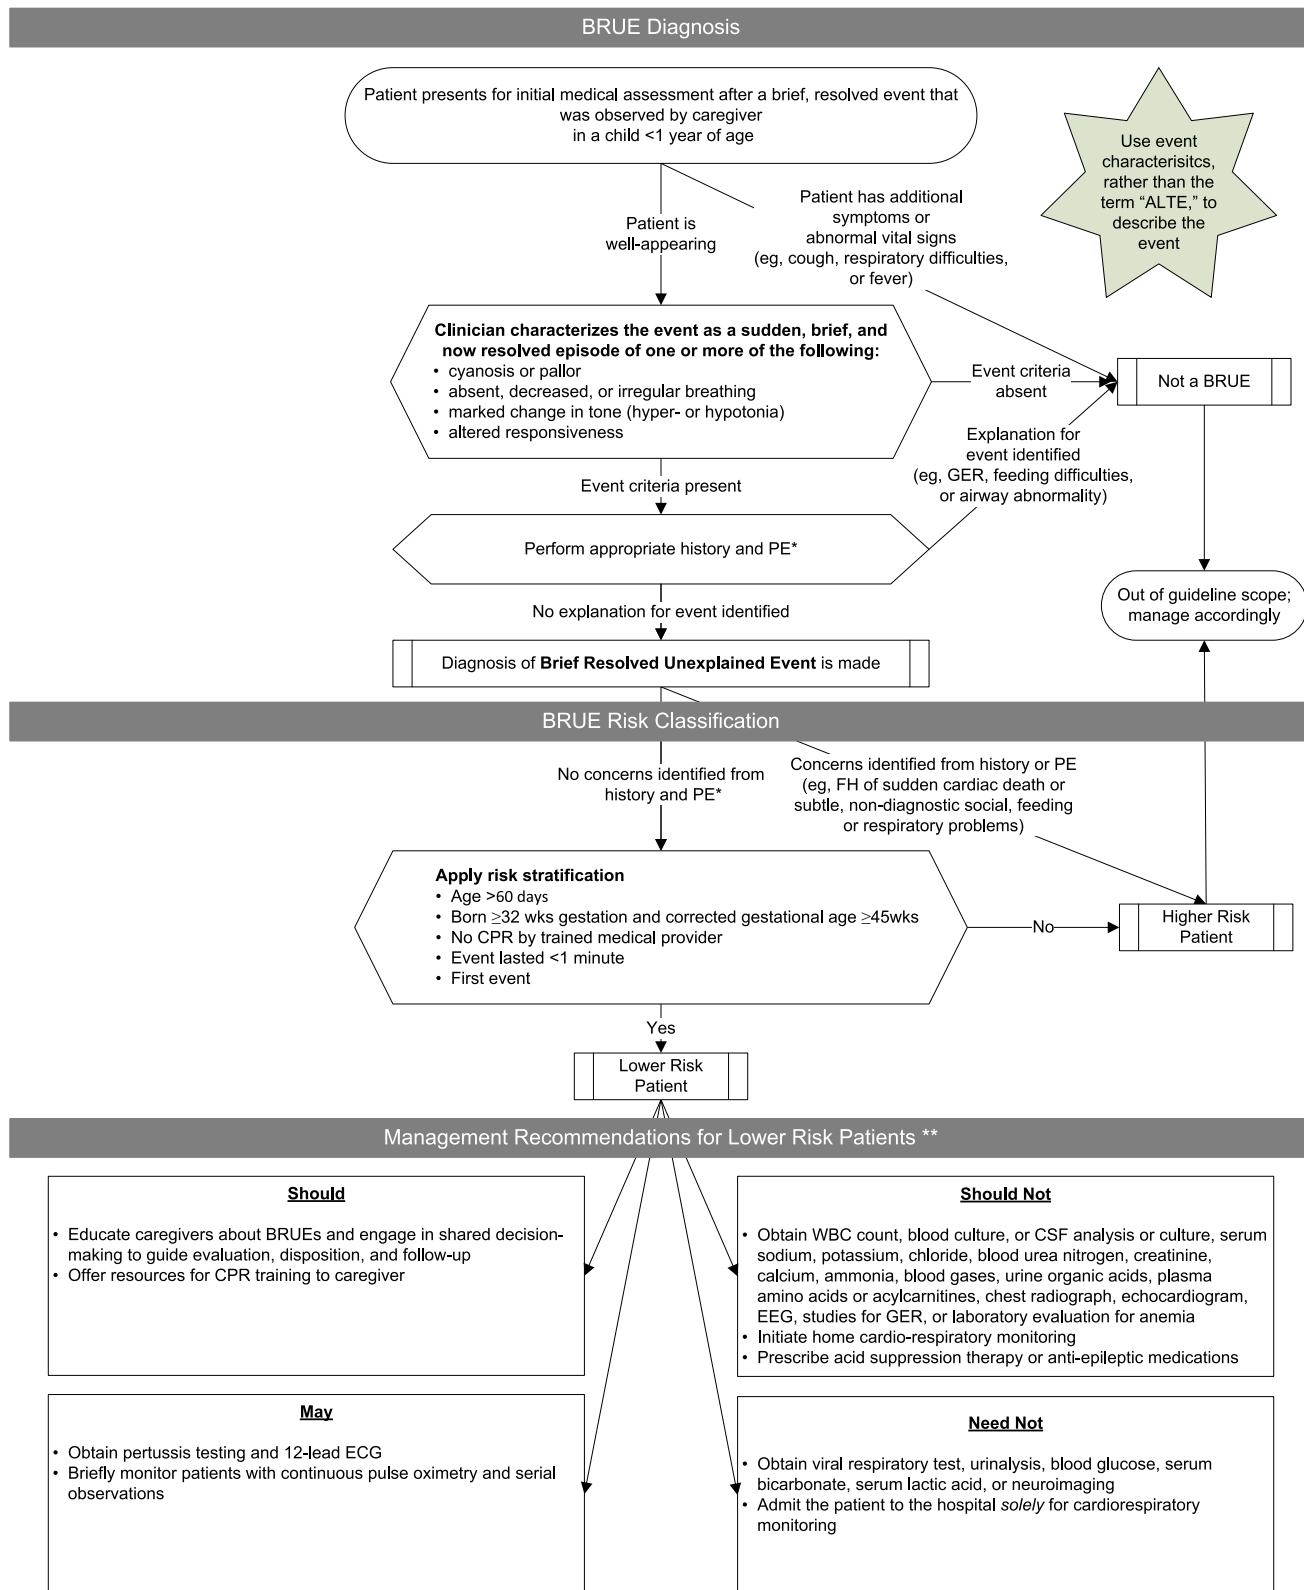 BRUE Diagnosis
Patient presents for initial medical assessment after a brief, resolved event that
was observed by caregiver
in a child <1 year of age
Use event
characterisitcs,
rather than the
term “ALTE,” to
describe the
event
Patient is
well-appearing
Patient has additional
symptoms or
abnormal vital signs
(eg, cough, respiratory difficulties,
or fever)
Clinician characterizes the event as a sudden, brief, and
now resolved episode of one or more of the following:
• cyanosis or pallor
• absent, decreased, or irregular breathing
• marked change in tone (hyper- or hypotonia)
• altered responsiveness
Event criteria
absent
Not a BRUE
Explanation for
event identified
(eg, GER, feeding difficulties,
or airway abnormality)
Event criteria present
Perform appropriate history and PE*
Out of guideline scope;
manage accordingly
No explanation for event identified
Diagnosis of Brief Resolved Unexplained Event is made
BRUE Risk Classification
No concerns identified from
history and PE*
Concerns identified from history or PE
(eg, FH of sudden cardiac death or
subtle, non-diagnostic social, feeding
or respiratory problems)
Apply risk stratification
• Age >60 days
• Born ≥32 wks gestation and corrected gestational age ≥45wks
• No CPR by trained medical provider
• Event lasted <1 minute
• First event
No
Higher Risk
Patient
Yes
Lower Risk
Patient
Management Recommendations for Lower Risk Patients **
Should
• Educate caregivers about BRUEs and engage in shared decision-
making to guide evaluation, disposition, and follow-up
• Offer resources for CPR training to caregiver
Should Not
• Obtain WBC count, blood culture, or CSF analysis or culture, serum
sodium, potassium, chloride, blood urea nitrogen, creatinine,
calcium, ammonia, blood gases, urine organic acids, plasma
amino acids or acylcarnitines, chest radiograph, echocardiogram,
EEG, studies for GER, or laboratory evaluation for anemia
• Initiate home cardio-respiratory monitoring
• Prescribe acid suppression therapy or anti-epileptic medications
May
• Obtain pertussis testing and 12-lead ECG
• Briefly monitor patients with continuous pulse oximetry and serial
observations
Need Not
• Obtain viral respiratory test, urinalysis, blood glucose, serum
bicarbonate, serum lactic acid, or neuroimaging
• Admit the patient to the hospital solely for cardiorespiratory
monitoring